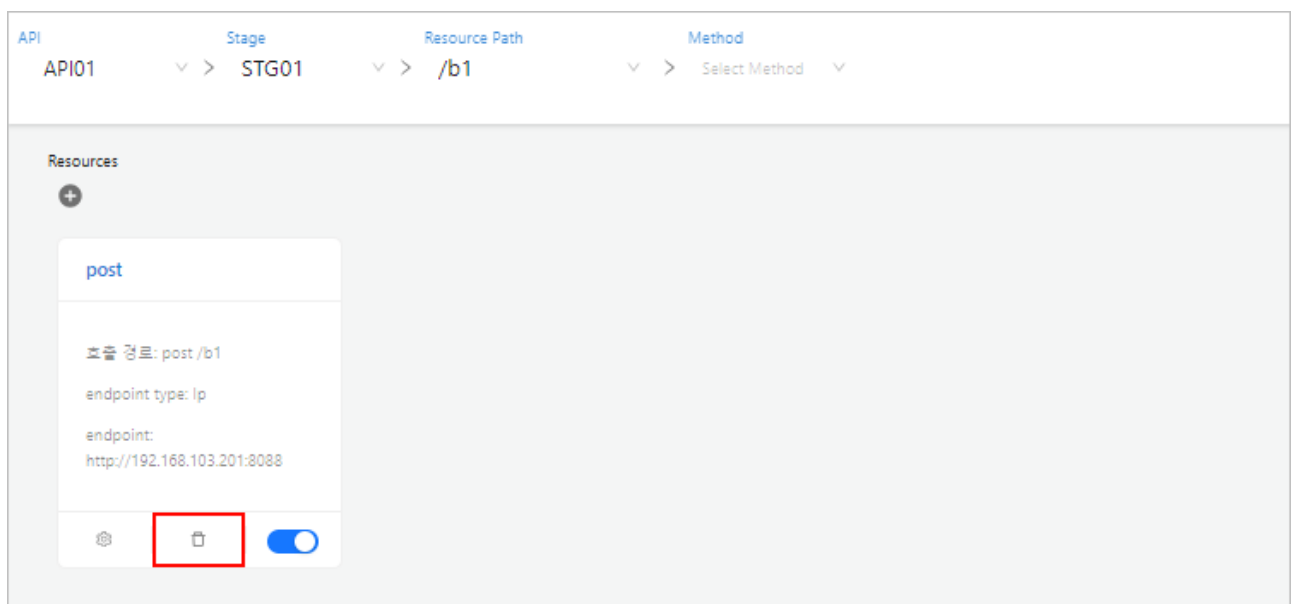 API Stage Resource Path Method
API01 > STG01 > /b1 > Select Method
Resources
post
호출 경로: post /b1
endpoint type: Ip
endpoint:
http://192.168.103.201:8088